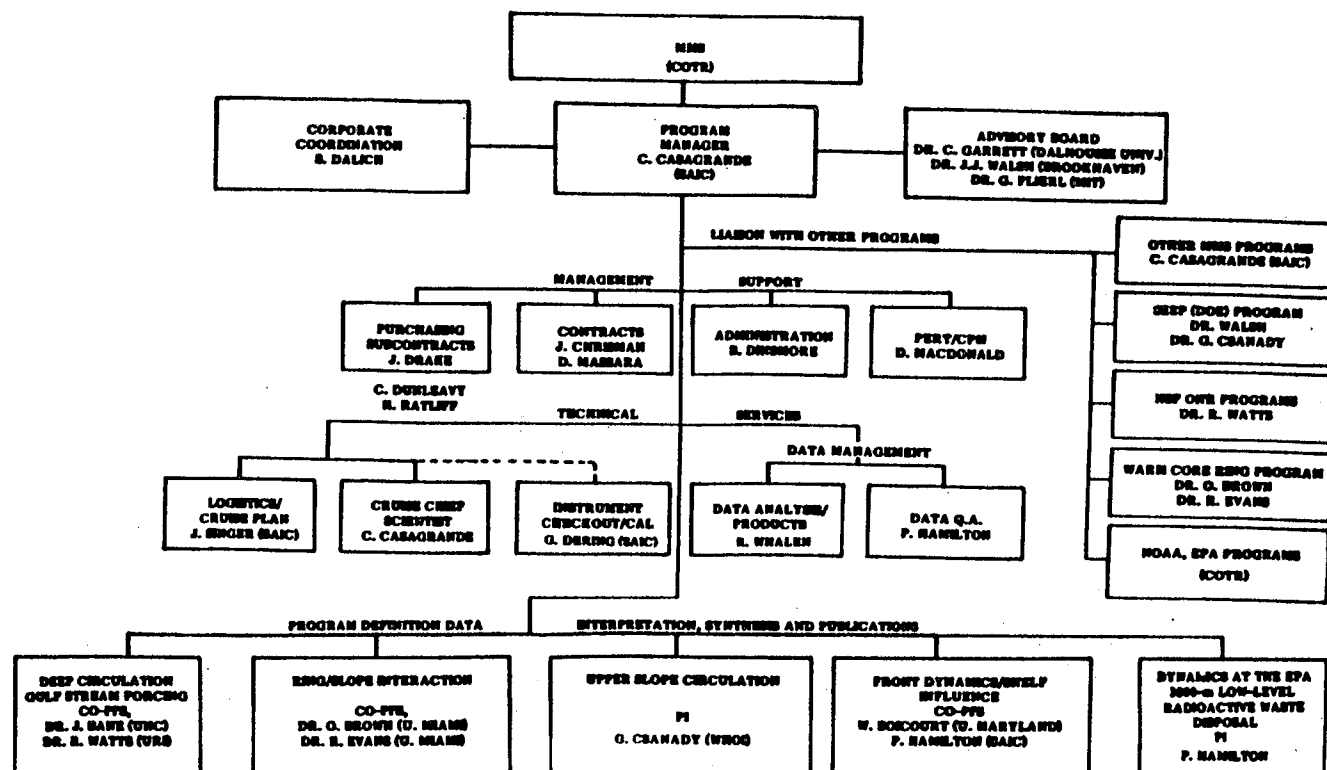 MMS
(COTR)
CORPORATE
COORDINATION
B. DALICH
PROGRAM
MANAGER
C. CASAGRANDE
(SAIC)
ADVISORY BOARD
DR. C. GARRETT (DALHOUSIE UNIV.)
DR. J.J. WALSH (BROOKHAVEN)
DR. G. FLIERL (MIT)
LIAISON WITH OTHER PROGRAMS
OTHER MMS PROGRAMS
C. CASAGRANDE (SAIC)
SEEP (DOE) PROGRAM
DR. WALSH
DR. G. CSANADY
NSF ONR PROGRAMS
DR. R. WATTS
WARM CORE RING PROGRAM
DR. O. BROWN
DR. R. EVANS
NOAA, EPA PROGRAMS
(COTR)
MANAGEMENT SUPPORT
PURCHASING
SUBCONTRACTS
J. DRAKE
C. DUNLEAVY
N. RATLIFF
CONTRACTS
J. CHRISMAN
D. MASSARA
ADMINISTRATION
R. DINSMORE
PERT/CPM
D. MACDONALD
TECHNICAL SERVICES
LOGISTICS/
CRUISE PLAN
J. SINGER (SAIC)
CRUISE CHIEF
SCIENTIST
C. CASAGRANDE
INSTRUMENT
CHECKOUT/CAL
G. DERING (SAIC)
DATA MANAGEMENT
DATA ANALYSIS/
PRODUCTS
R. WHALEN
DATA Q.A.
P. HAMILTON
PROGRAM DEFINITION DATA INTERPRETATION, SYNTHESIS AND PUBLICATIONS
DEEP CIRCULATION
GULF STREAM FORCING
CO-PIS,
DR. J. BANE (UNC)
DR. R. WATTS (URI)
RING/SLOPE INTERACTION
CO-PIS,
DR. O. BROWN (U. MIAMI)
DR. R. EVANS (U. MIAMI)
UPPER SLOPE CIRCULATION
PI
G. CSANADY (WHOI)
FRONT DYNAMICS/SHELF
INFLUENCE
CO-PIS
W. BOICOURT (U. MARYLAND)
P. HAMILTON (SAIC)
DYNAMICS AT THE EPA
LOW-LEVEL
RADIOACTIVE WASTE
DISPOSAL
PI
P. HAMILTON